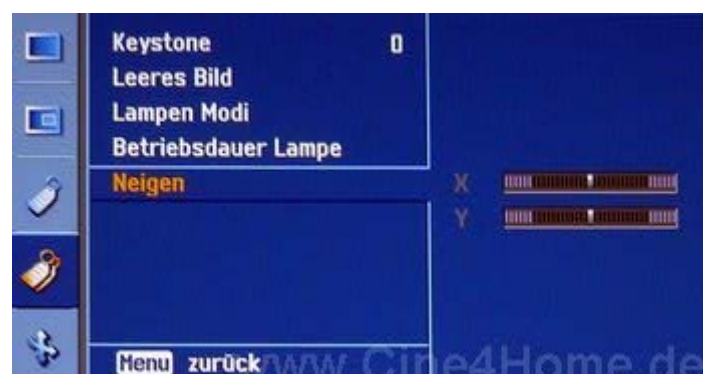 Keystone 0
Leeres Bild
Lampen Modi
Betriebsdauer Lampe
Neigen X
Y
Menu zurück
www.Cine4Home.de